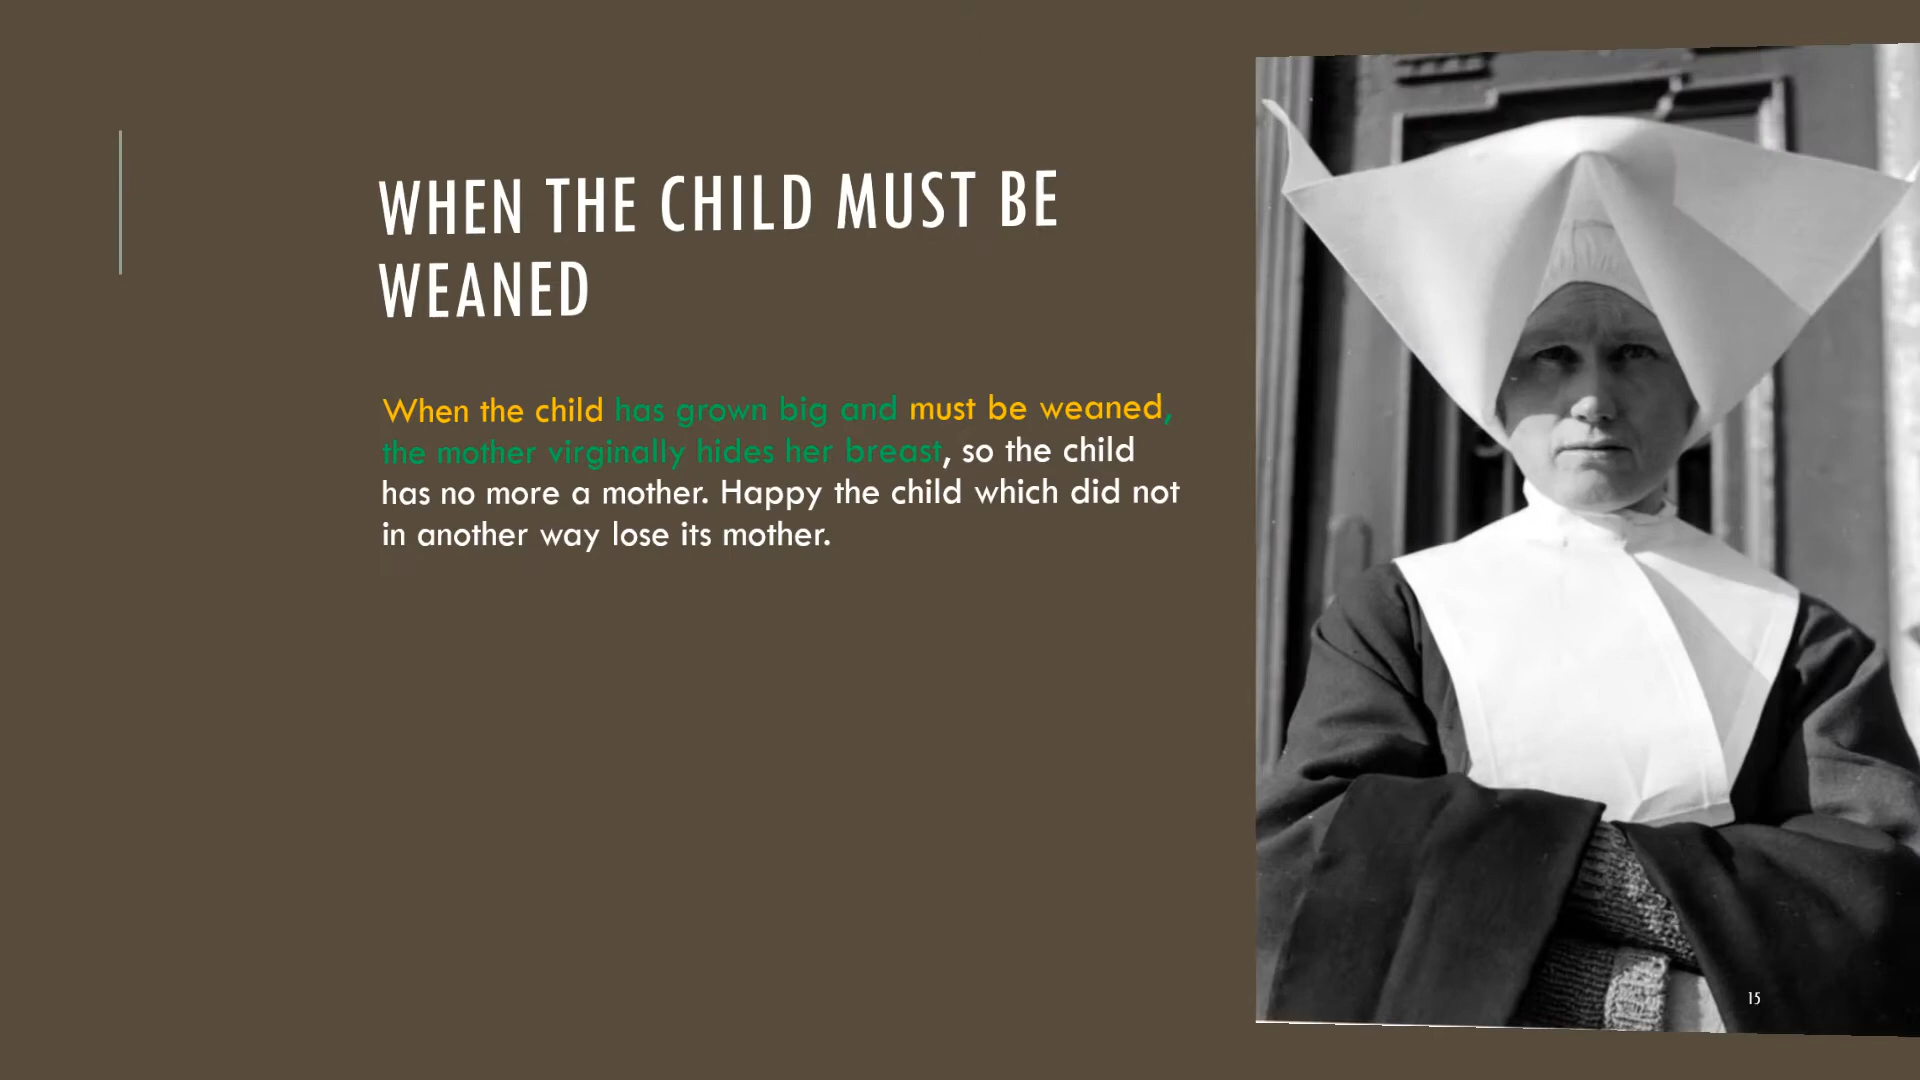 WHEN THE CHILD MUST BE
WEANED
When the child has grown big and must be weaned,
the mother virginally hides her breast, so the child
has no more a mother. Happy the child which did not
in another way lose its mother.
15